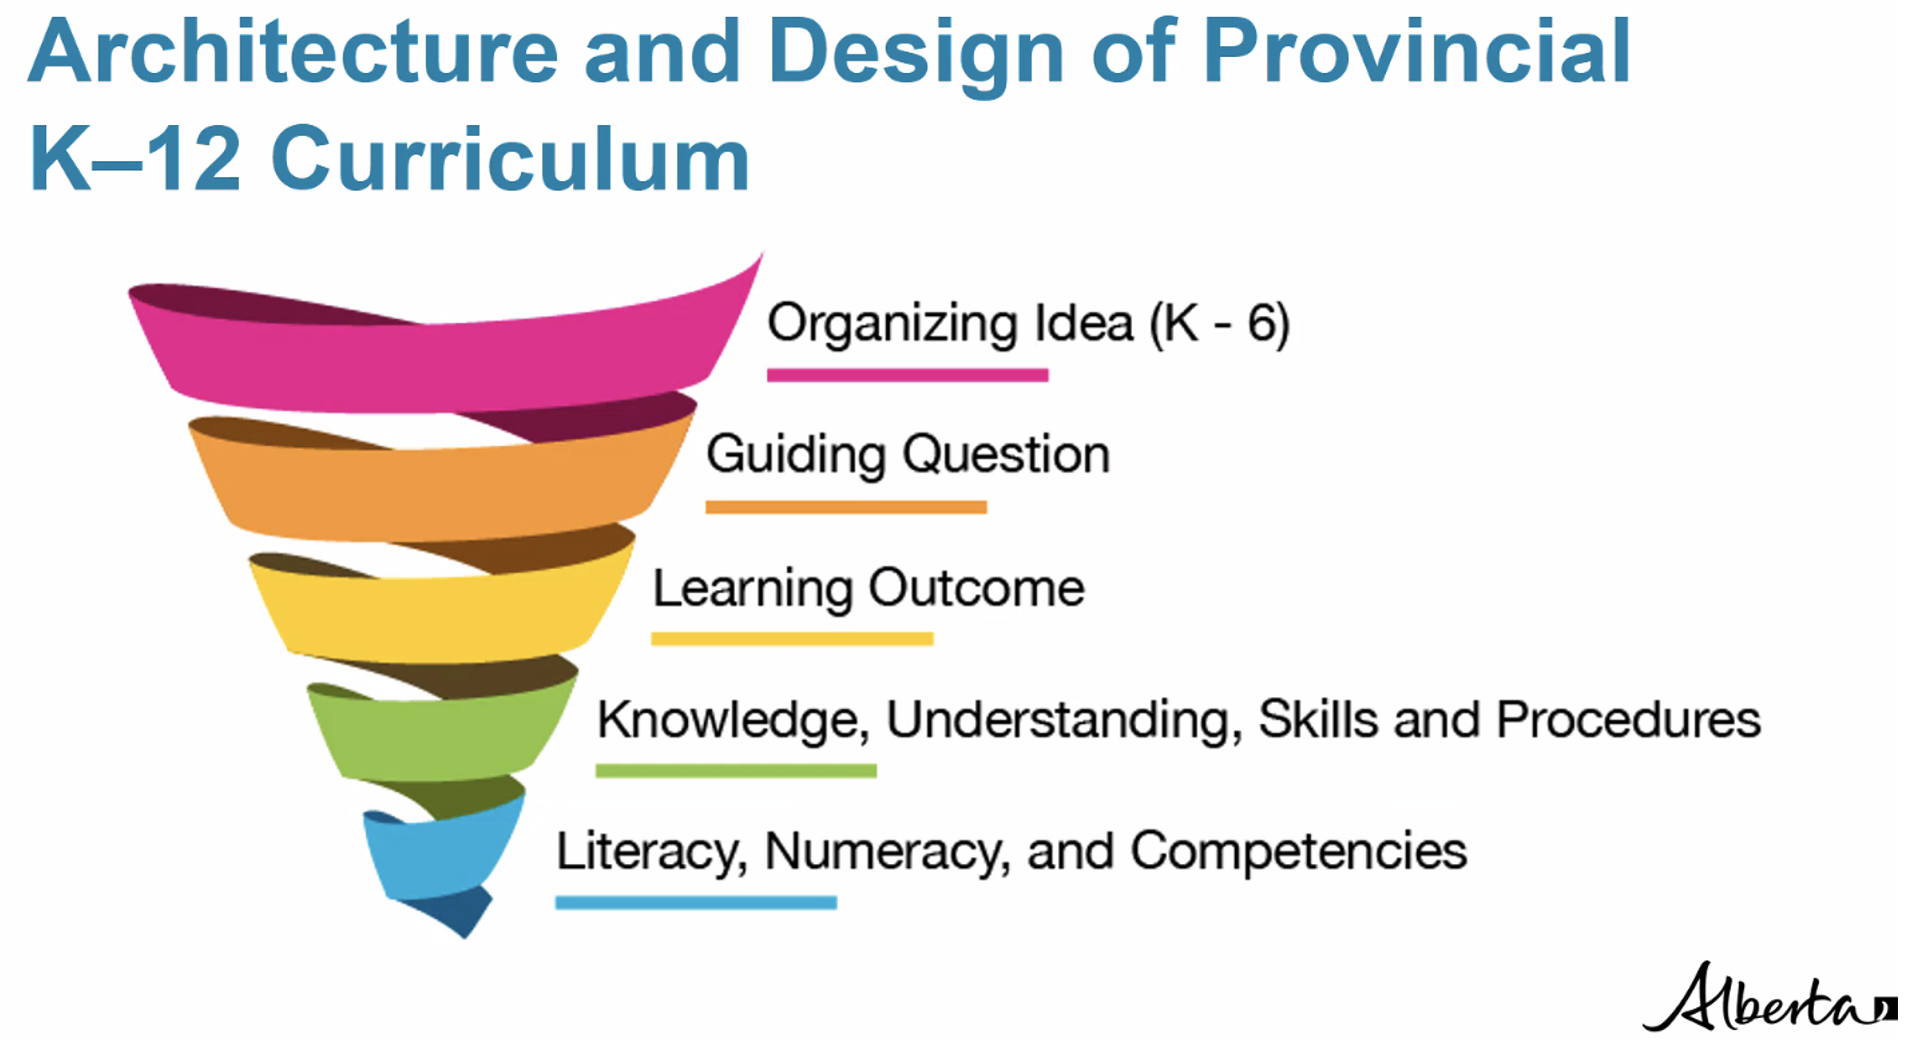 Architecture and Design of Provincial
K–12 Curriculum
Organizing Idea (K - 6)
Guiding Question
Learning Outcome
Knowledge, Understanding, Skills and Procedures
Literacy, Numeracy, and Competencies
Alberta